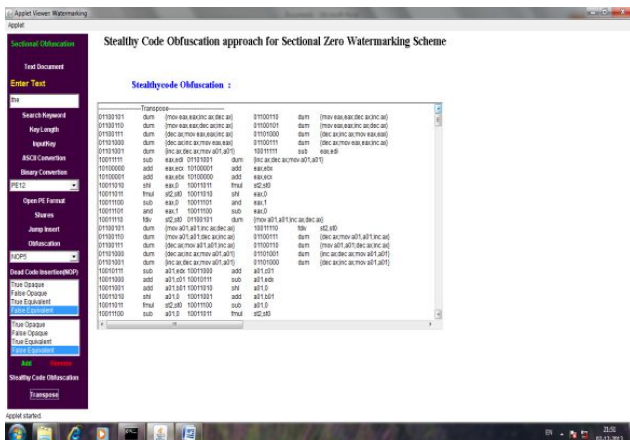 Applet Viewer: Watermarking
Applet
Stealthy Code Obfuscation approach for Sectional Zero Watermarking Scheme
Sectional Obfuscation
Text Document
Enter Text
the
Search Keyword
Key Length
InputKey
ASCII Convertion
Binary Convertion
PE12
Open PE Format
Shares
Jump Insert
Obfuscation
NOP5
Dead Code Insertion(NOP)
True Opaque
False Opaque
True Equivalent
False Equivalent
True Opaque
False Opaque
True Equivalent
False Equivalent
Add Remove
Stealthy Code Obfuscation
Transpose
Stealthycode Obfuscation :
Transpose
01100101 dum {mov eax,eax;inc ax;dec ax} 01100110 dum {mov eax,eax;dec ax;inc ax}
01100110 dum {mov eax,eax;dec ax;inc ax} 01100101 dum {mov eax,eax;inc ax;dec ax}
01100111 dum {dec ax;mov eax,eax;inc ax} 01101000 dum {dec ax;inc ax;mov eax,eax}
01101000 dum {dec ax;inc ax;mov eax,eax} 01100111 dum {dec ax;mov eax,eax;inc ax}
01101001 dum {inc ax;dec ax;mov a01,a01} 10011111 sub eax,edi
10011111 sub eax,edi 01101001 dum {inc ax;dec ax;mov a01,a01}
10100000 add eax,ecx 10100001 add eax,ebx
10100001 add eax,ebx 10100000 add eax,ecx
10011010 shl eax,0 10011011 fmul st2,st0
10011011 fmul st2,st0 10011010 shl eax,0
10011100 sub eax,0 10011101 and eax,1
10011101 and eax,1 10011100 sub eax,0
10011110 fdiv st2,st0 01100101 dum {mov a01,a01;inc ax;dec ax}
01100101 dum {mov a01,a01;inc ax;dec ax} 10011110 fdiv st2,st0
01100110 dum {mov a01,a01;dec ax;inc ax} 01100111 dum {dec ax;mov a01,a01;inc ax}
01100111 dum {dec ax;mov a01,a01;inc ax} 01100110 dum {mov a01,a01;dec ax;inc ax}
01101000 dum {dec ax;inc ax;mov a01,a01} 01101001 dum {inc ax;dec ax;mov a01,a01}
01101001 dum {inc ax;dec ax;mov a01,a01} 01101000 dum {dec ax;inc ax;mov a01,a01}
10010111 sub a01,edx 10011000 add a01,c01
10011000 add a01,c01 10010111 sub a01,edx
10011001 add a01,b01 10011010 shl a01,0
10011010 shl a01,0 10011001 add a01,b01
10011011 fmul st2,st0 10011100 sub a01,0
10011100 sub a01,0 10011011 fmul st2,st0
Applet started.
EN
21:51